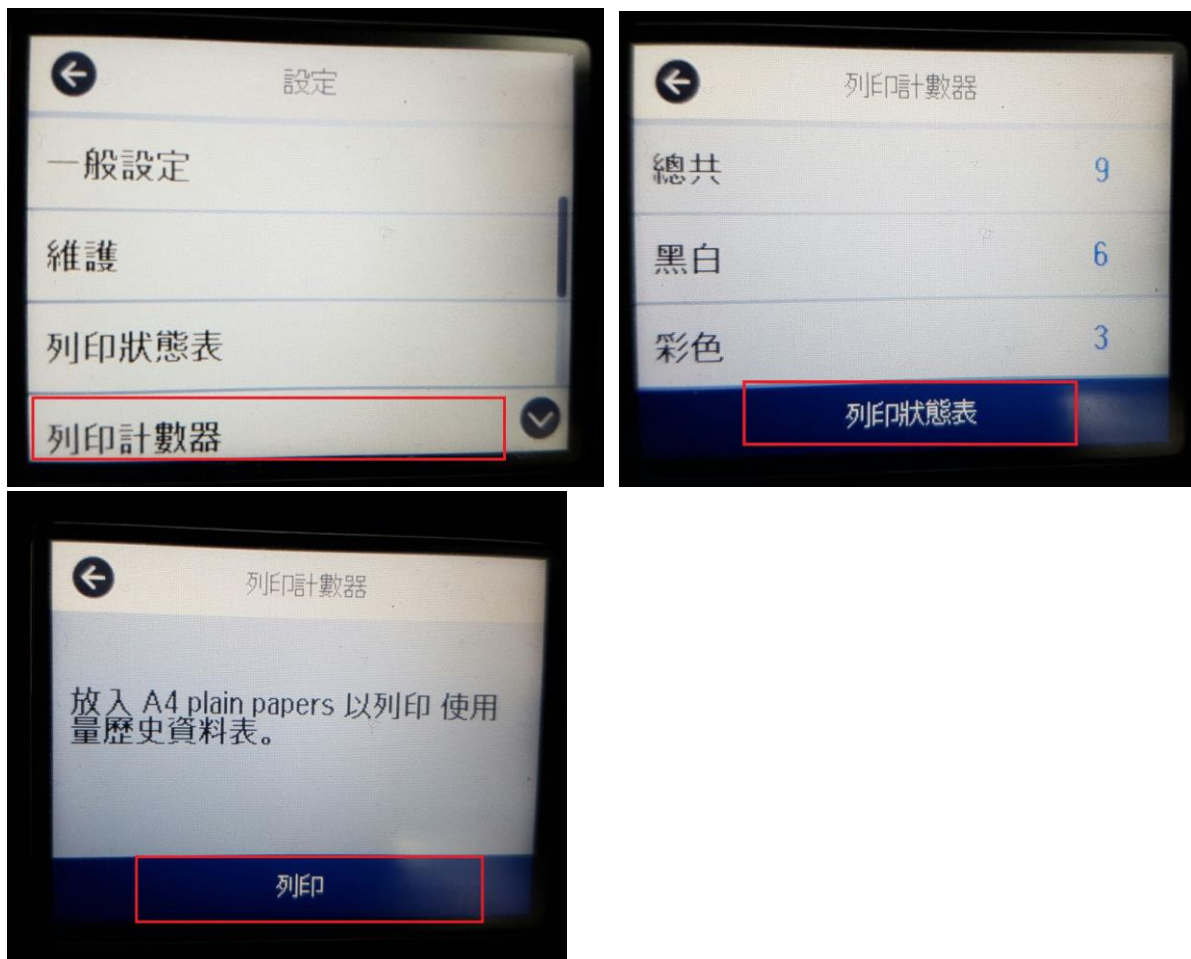 設定
一般設定
維護
列印狀態表
列印計數器
列印計數器
總共 9
黑白 6
彩色 3
列印狀態表
列印計數器
放入 A4 plain papers 以列印 使用
量歷史資料表。
列印